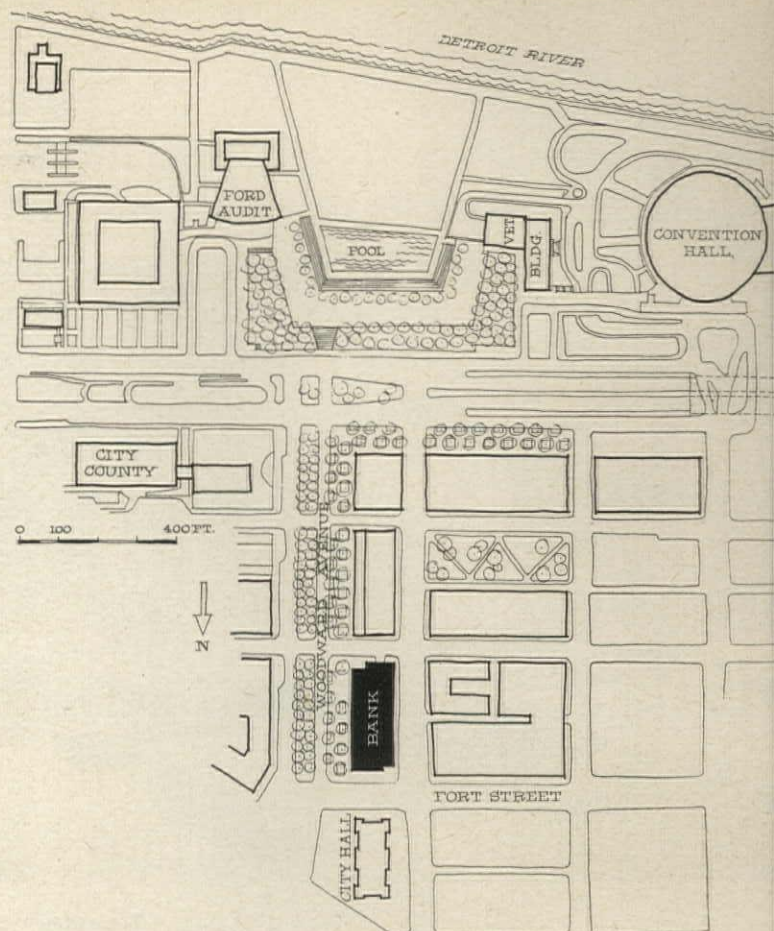 DETROIT RIVER
FORD
AUDIT
POOL
VET
BLDG.
CONVENTION
HALL.
CITY
COUNTY
0 100 400 FT.
N
WOODWARD AVENUE
BANK
FORT STREET
CITY HALL